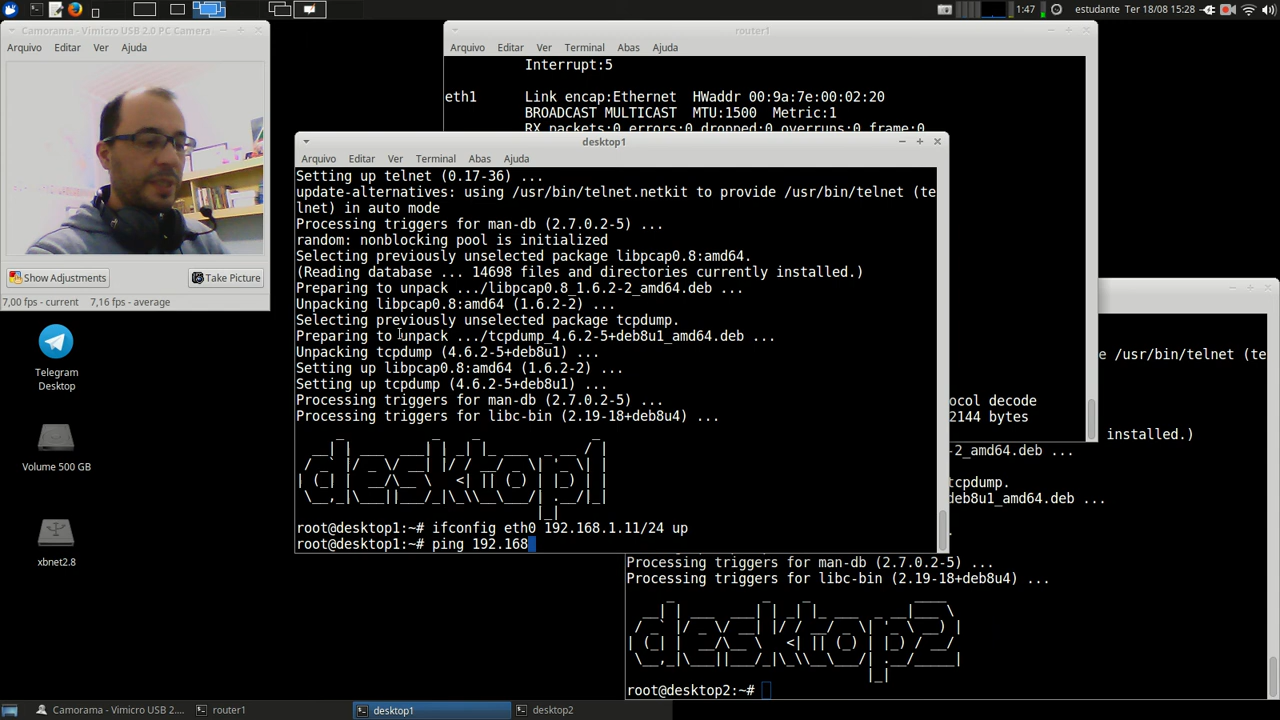 1:47 estudante Ter 18/08 15:28
Camorama - Vimicro USB 2.0 PC Camera
Arquivo Editar Ver Ajuda
Show Adjustments Take Picture
7,00 fps - current 7,16 fps - average
Telegram
Desktop
Volume 500 GB
xbnet2.8
router1
Arquivo Editar Ver Terminal Abas Ajuda
Interrupt:5
eth1 Link encap:Ethernet HWaddr 00:9a:7e:00:02:20
BROADCAST MULTICAST MTU:1500 Metric:1
RX packets:0 errors:0 dropped:0 overruns:0 frame:0
ocol decode
2144 bytes
desktop1
Arquivo Editar Ver Terminal Abas Ajuda
Setting up telnet (0.17-36) ...
update-alternatives: using /usr/bin/telnet.netkit to provide /usr/bin/telnet (te
lnet) in auto mode
Processing triggers for man-db (2.7.0.2-5) ...
random: nonblocking pool is initialized
Selecting previously unselected package libpcap0.8:amd64.
(Reading database ... 14698 files and directories currently installed.)
Preparing to unpack .../libpcap0.8_1.6.2-2_amd64.deb ...
Unpacking libpcap0.8:amd64 (1.6.2-2) ...
Selecting previously unselected package tcpdump.
Preparing to unpack .../tcpdump_4.6.2-5+deb8u1_amd64.deb ...
Unpacking tcpdump (4.6.2-5+deb8u1) ...
Setting up libpcap0.8:amd64 (1.6.2-2) ...
Setting up tcpdump (4.6.2-5+deb8u1) ...
Processing triggers for man-db (2.7.0.2-5) ...
Processing triggers for libc-bin (2.19-18+deb8u4) ...
desktop1
root@desktop1:~# ifconfig eth0 192.168.1.11/24 up
root@desktop1:~# ping 192.168
e /usr/bin/telnet (te
installed.)
-2_amd64.deb ...
tcpdump.
deb8u1_amd64.deb ...
Processing triggers for man-db (2.7.0.2-5) ...
Processing triggers for libc-bin (2.19-18+deb8u4) ...
desktop2
root@desktop2:~#
Camorama - Vimicro USB 2.... router1 desktop1 desktop2